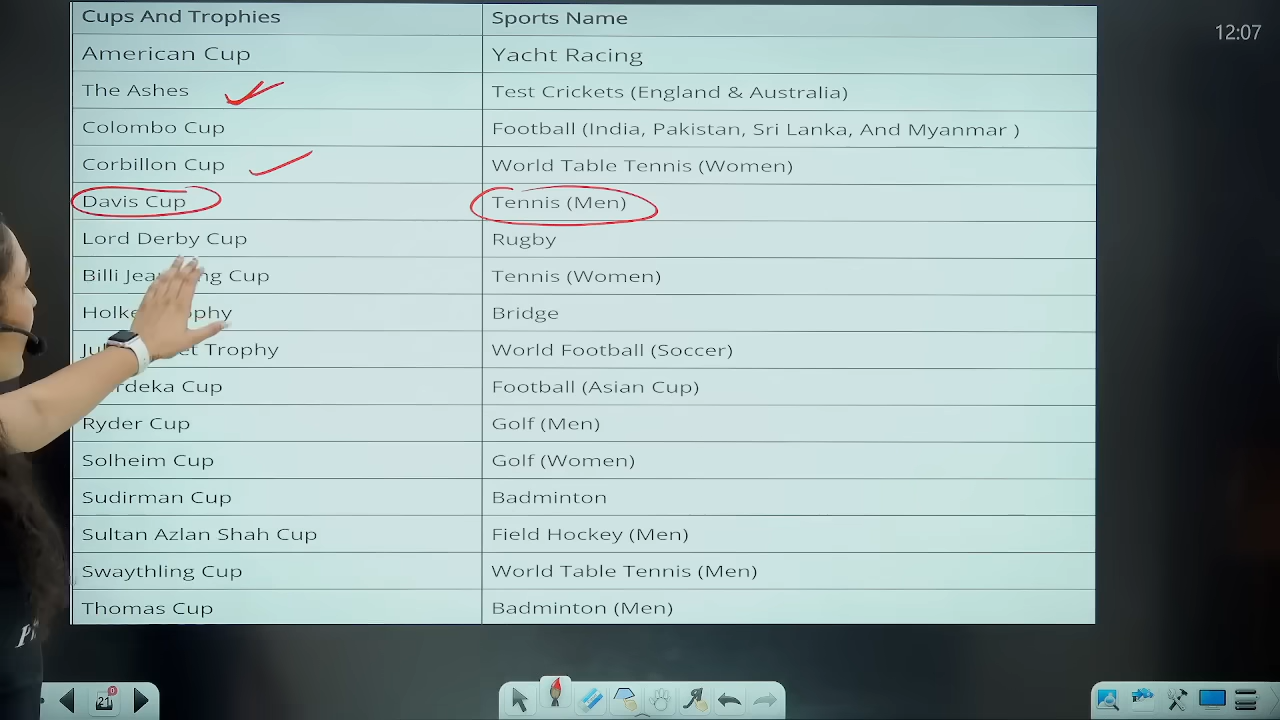 Cups And Trophies Sports Name
12:07
American Cup Yacht Racing
The Ashes Test Crickets (England & Australia)
Colombo Cup Football (India, Pakistan, Sri Lanka, And Myanmar )
Corbillon Cup World Table Tennis (Women)
Davis Cup Tennis (Men)
Lord Derby Cup Rugby
Billi Cup Tennis (Women)
Bridge
Trophy World Football (Soccer)
Cup Football (Asian Cup)
Ryder Cup Golf (Men)
Solheim Cup Golf (Women)
Sudirman Cup Badminton
Sultan Azlan Shah Cup Field Hockey (Men)
Swaythling Cup World Table Tennis (Men)
Thomas Cup Badminton (Men)
21